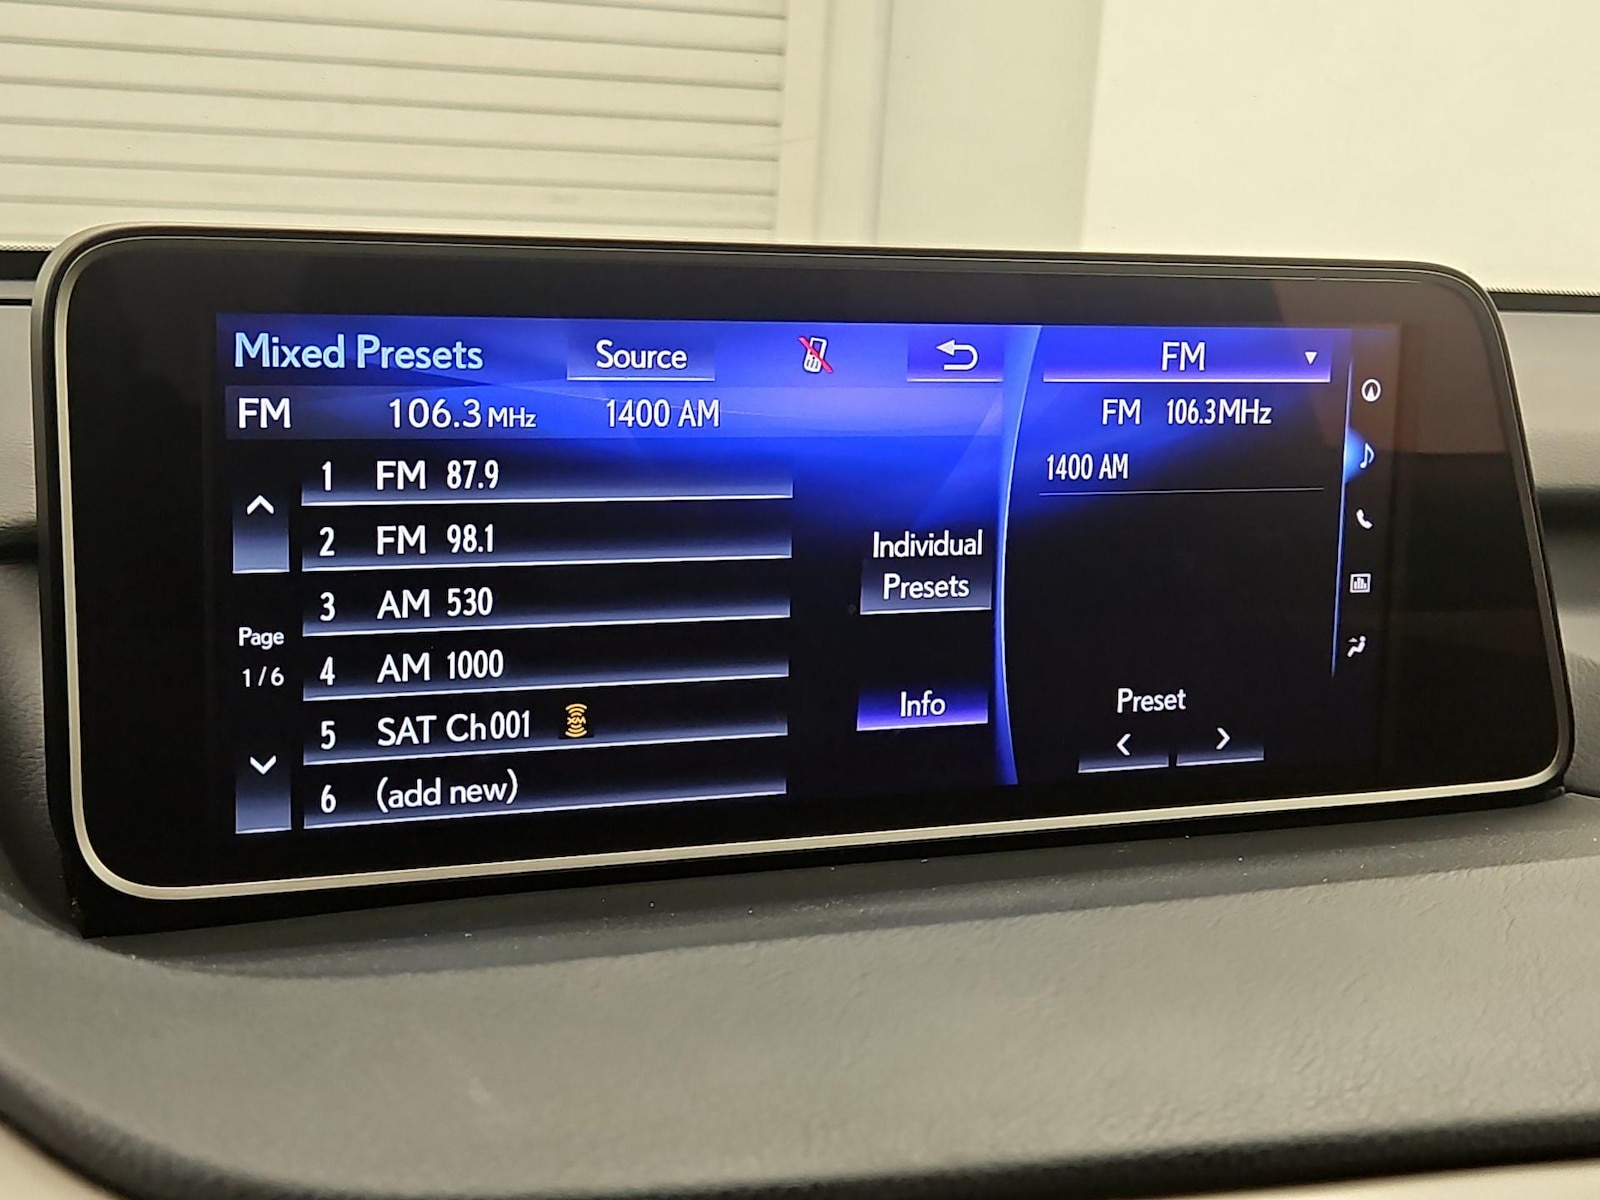 Mixed Presets Source FM
FM 106.3 MHz 1400 AM
FM 106.3MHz
1400 AM
1 FM 87.9
2 FM 98.1
3 AM 530
4 AM 1000
5 SAT Ch001 XM
6 (add new)
Page
1/6
Individual
Presets
Info
Preset